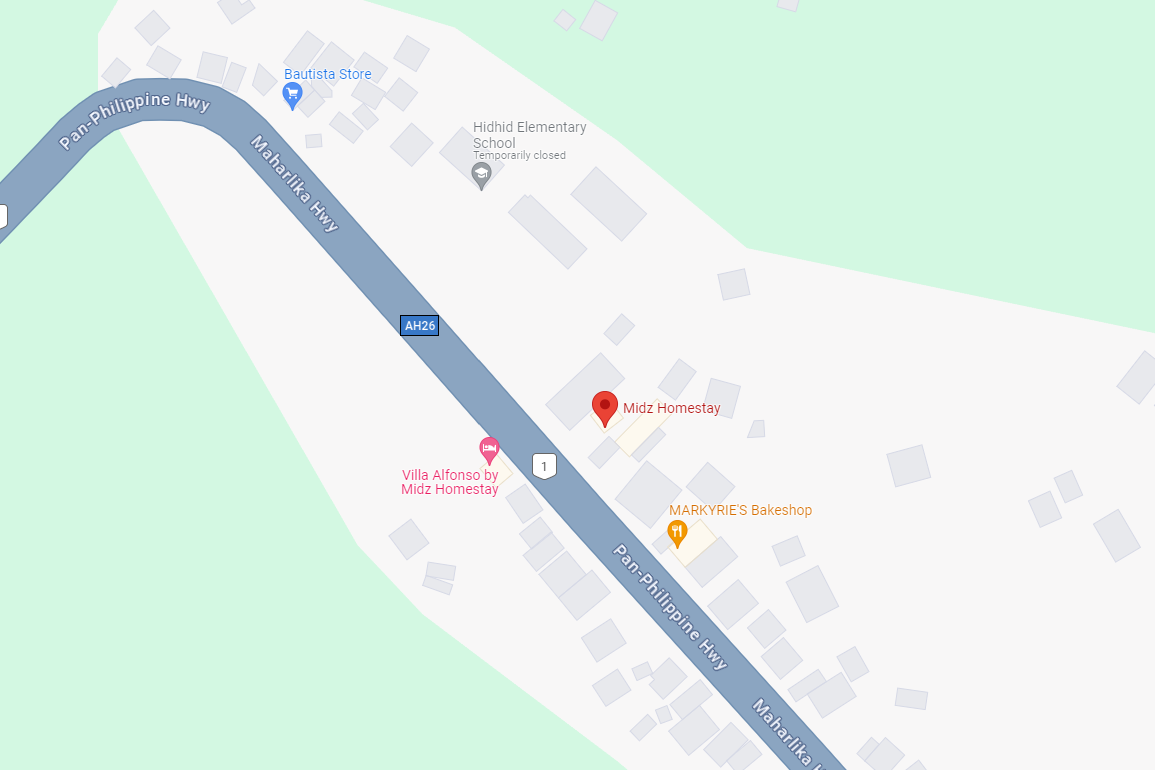 Bautista Store
Pan-Philippine Hwy
Maharlika Hwy
Hidhid Elementary
School
Temporarily closed
AH26
Midz Homestay
1
Villa Alfonso by
Midz Homestay
MARKYRIE'S Bakeshop
Pan-Philippine Hwy
Maharlika